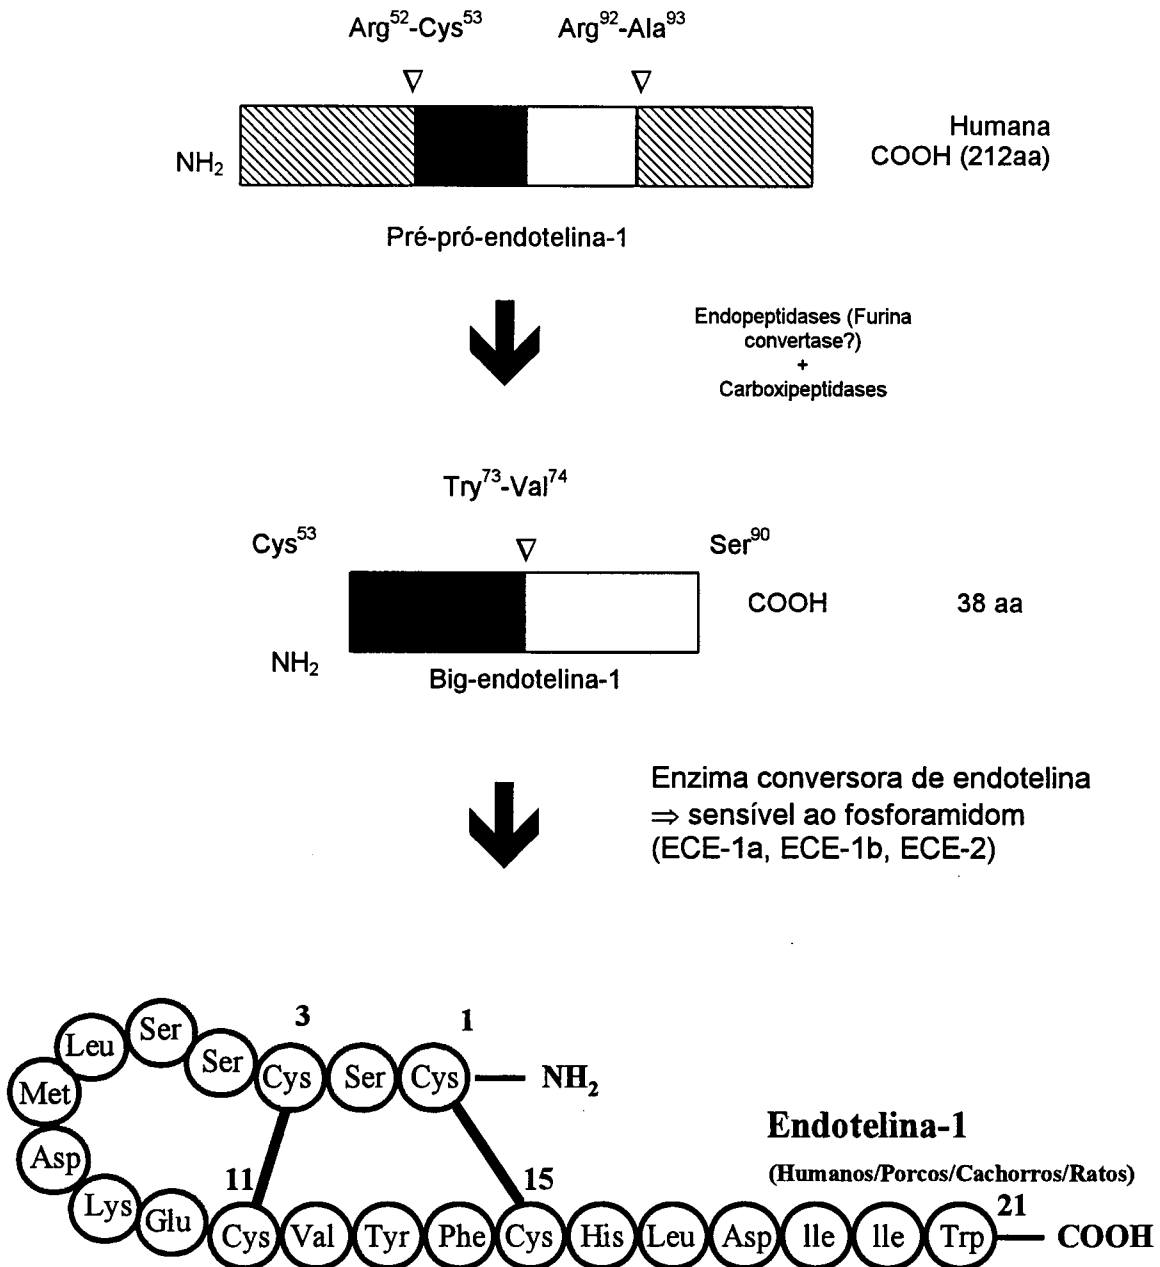 Arg⁵²-Cys⁵³ Arg⁹²-Ala⁹³
NH₂
Humana
COOH (212aa)
Pré-pró-endotelina-1
Endopeptidases (Furina
convertase?)
+
Carboxipeptidases
Try⁷³-Val⁷⁴
Cys⁵³
Ser⁹⁰
COOH
38 aa
NH₂
Big-endotelina-1
Enzima conversora de endotelina
⇒ sensível ao fosforamidom
(ECE-1a, ECE-1b, ECE-2)
3 1
Met Leu Ser Ser Cys Ser Cys NH₂
Asp Lys Glu
Endotelina-1
(Humanos/Porcos/Cachorros/Ratos)
11 15 21
Cys Val Tyr Phe Cys His Leu Asp Ile Ile Trp COOH